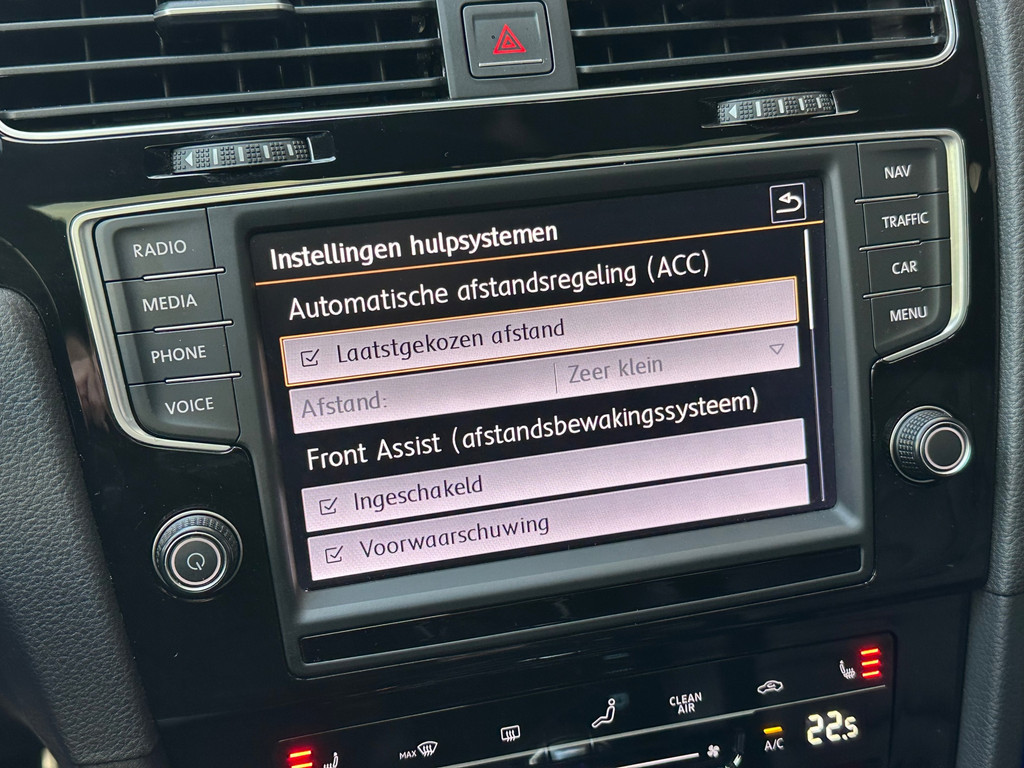 RADIO
MEDIA
PHONE
VOICE
NAV
TRAFFIC
CAR
MENU
Instellingen hulpsystemen
Automatische afstandsregeling (ACC)
Laatstgekozen afstand
Afstand: Zeer klein
Front Assist (afstandsbewakingssysteem)
Ingeschakeld
Voorwaarschuwing
MAX
CLEAN
AIR
A/C
22.5